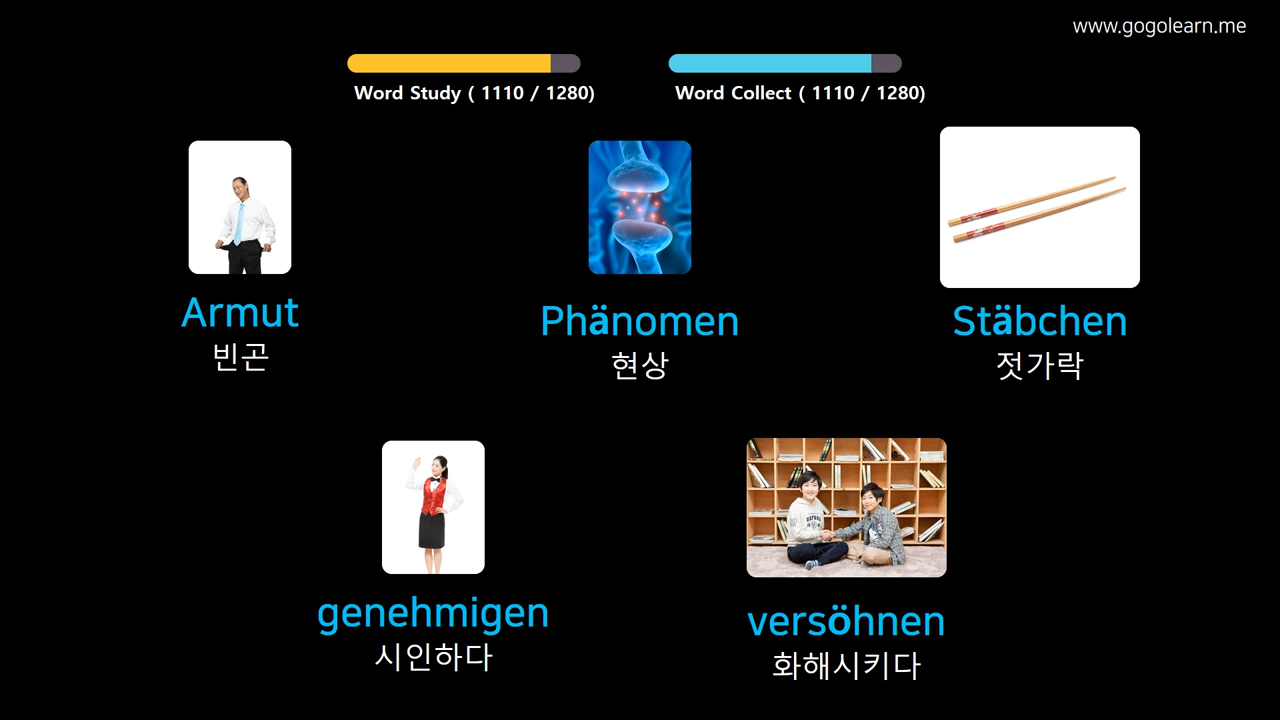 www.gogolearn.me
Word Study ( 1110 / 1280)
Word Collect ( 1110 / 1280)
Armut
빈곤
Phänomen
현상
Stäbchen
젓가락
genehmigen
시인하다
versöhnen
화해시키다